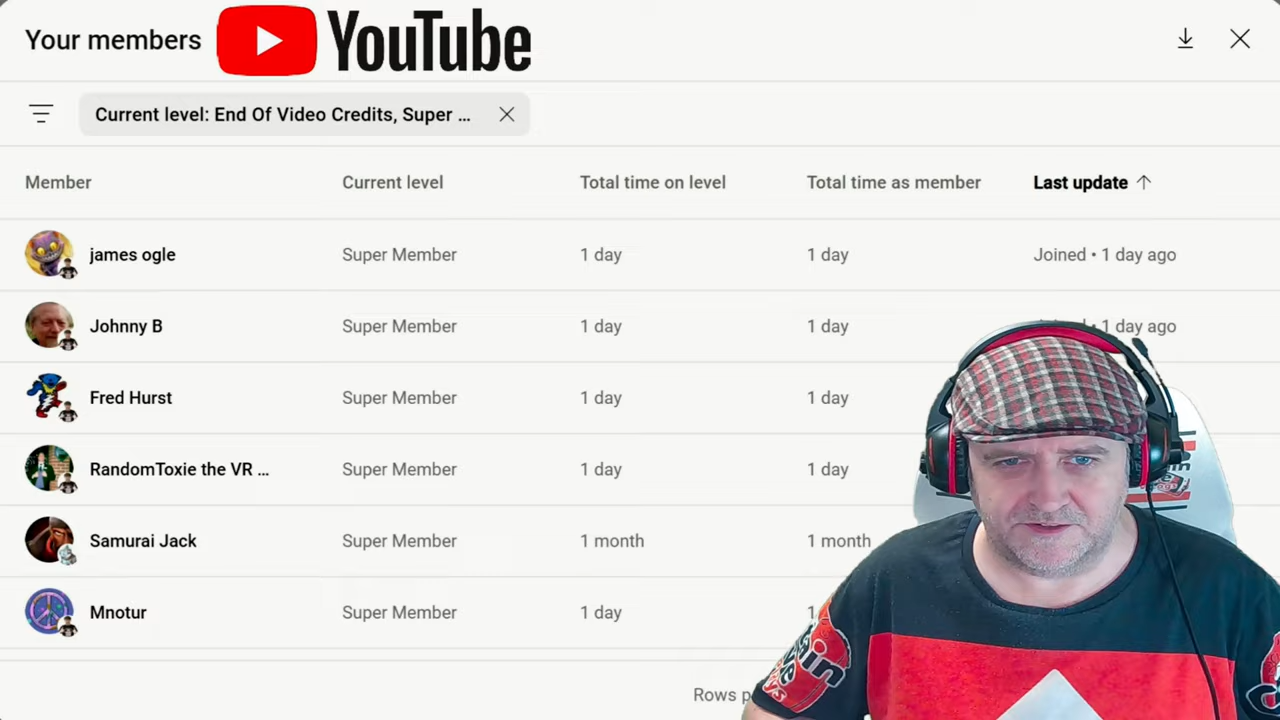 Your members YouTube
Current level: End Of Video Credits, Super ...
Member Current level Total time on level Total time as member Last update
james ogle Super Member 1 day 1 day Joined • 1 day ago
Johnny B Super Member 1 day 1 day 1 day ago
Fred Hurst Super Member 1 day 1 day
RandomToxie the VR ... Super Member 1 day 1 day
Samurai Jack Super Member 1 month 1 month
Mnotur Super Member 1 day
Rows